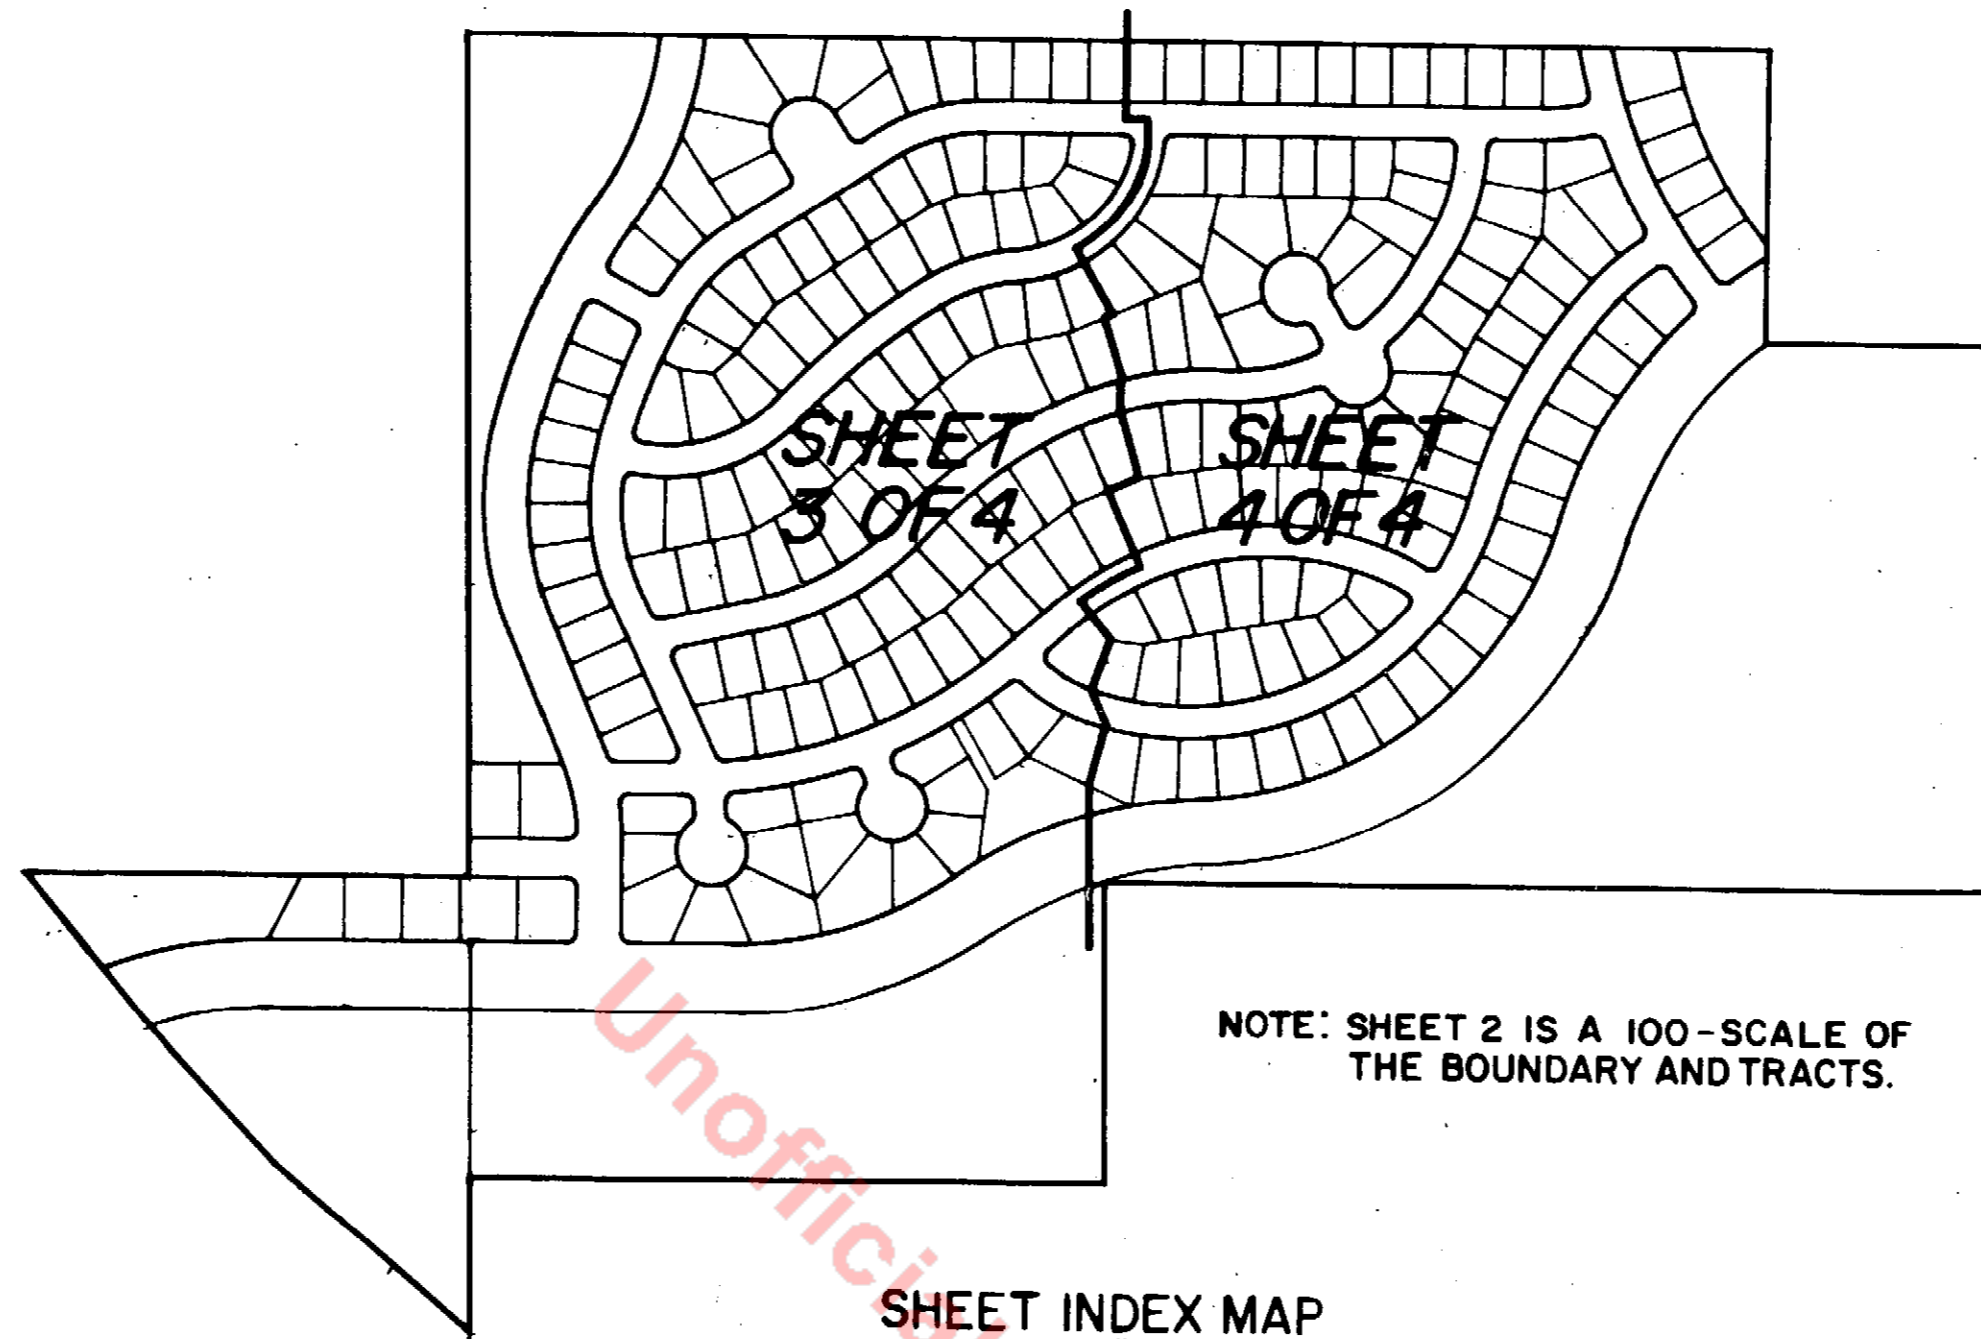 SHEET
3 OF 4
SHEET
4 OF 4
NOTE: SHEET 2 IS A 100-SCALE OF
THE BOUNDARY AND TRACTS.
Unofficial
SHEET INDEX MAP